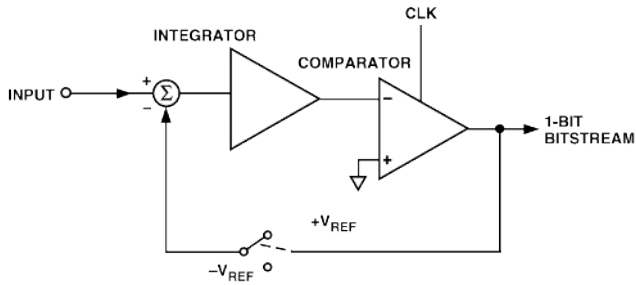 CLK
INTEGRATOR
COMPARATOR
INPUT
+
−
Σ
−
+
1-BIT
BITSTREAM
+VREF
−VREF